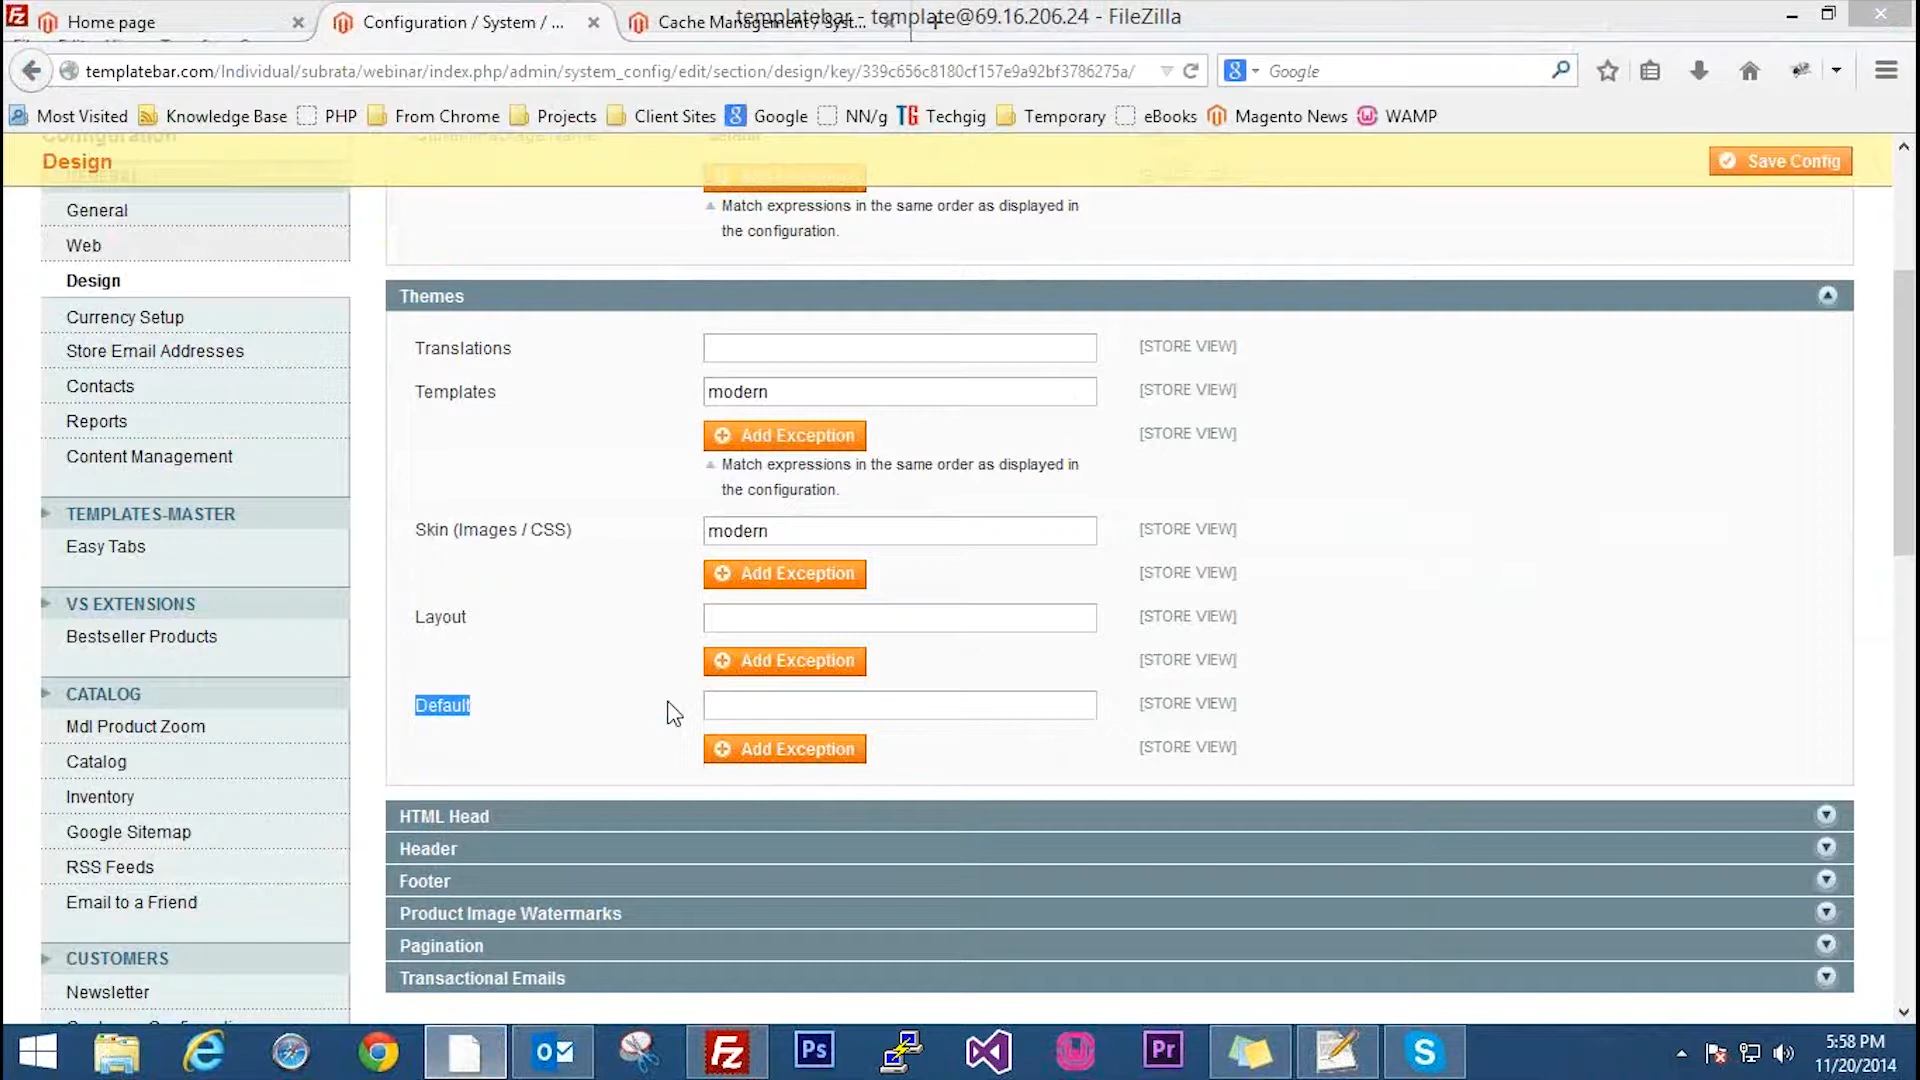 Home page
Configuration / System / ...
Cache Management / Syst...
templatebar - template@69.16.206.24 - FileZilla
templatebar.com/Individual/subrata/webinar/index.php/admin/system_config/edit/section/design/key/339c656c8180cf157e9a92bf3786275a/
Google
Most Visited
Knowledge Base
PHP
From Chrome
Projects
Client Sites
Google
NN/g
TG Techgig
Temporary
eBooks
Magento News
WAMP
Configuration
Design
Save Config
General
Web
Design
Currency Setup
Store Email Addresses
Contacts
Reports
Content Management
TEMPLATES-MASTER
Easy Tabs
VS EXTENSIONS
Bestseller Products
CATALOG
Mdl Product Zoom
Catalog
Inventory
Google Sitemap
RSS Feeds
Email to a Friend
CUSTOMERS
Newsletter
Match expressions in the same order as displayed in
the configuration.
Themes
Translations
[STORE VIEW]
Templates
modern
[STORE VIEW]
Add Exception
[STORE VIEW]
Match expressions in the same order as displayed in
the configuration.
Skin (Images / CSS)
modern
[STORE VIEW]
Add Exception
[STORE VIEW]
Layout
[STORE VIEW]
Add Exception
[STORE VIEW]
Default
[STORE VIEW]
Add Exception
[STORE VIEW]
HTML Head
Header
Footer
Product Image Watermarks
Pagination
Transactional Emails
Ps
Pr
5:58 PM
11/20/2014